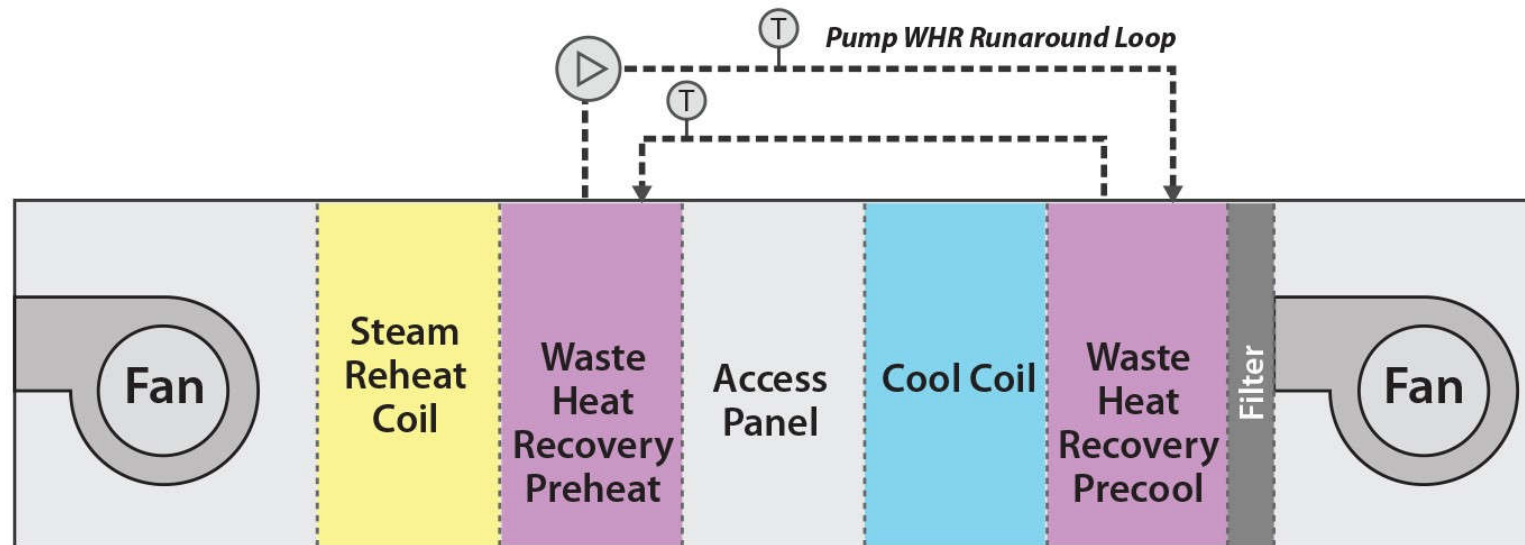 T
Pump WHR Runaround Loop
T
Fan
Steam
Reheat
Coil
Waste
Heat
Recovery
Preheat
Access
Panel
Cool Coil
Waste
Heat
Recovery
Precool
Filter
Fan